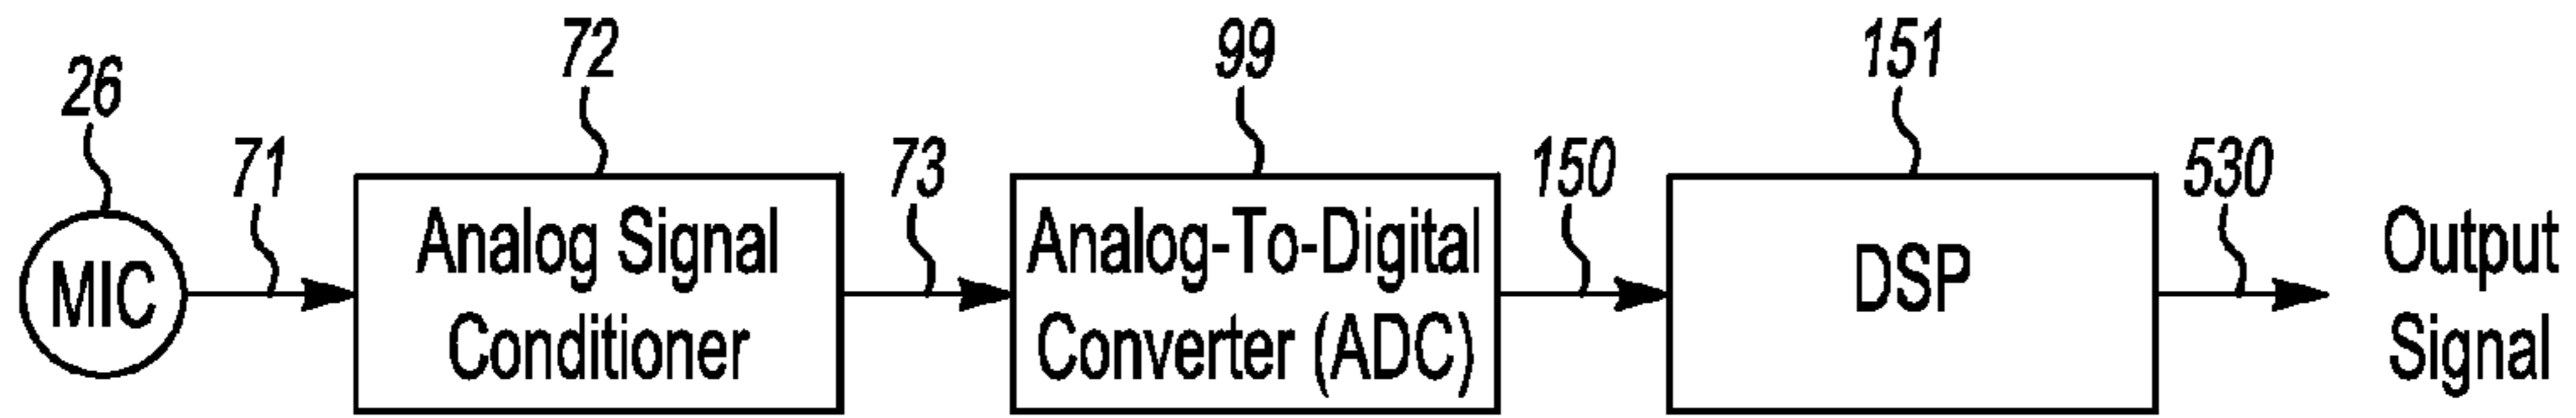 26
71
72
73
99
150
151
530
MIC
Analog Signal
Conditioner
Analog-To-Digital
Converter (ADC)
DSP
Output
Signal